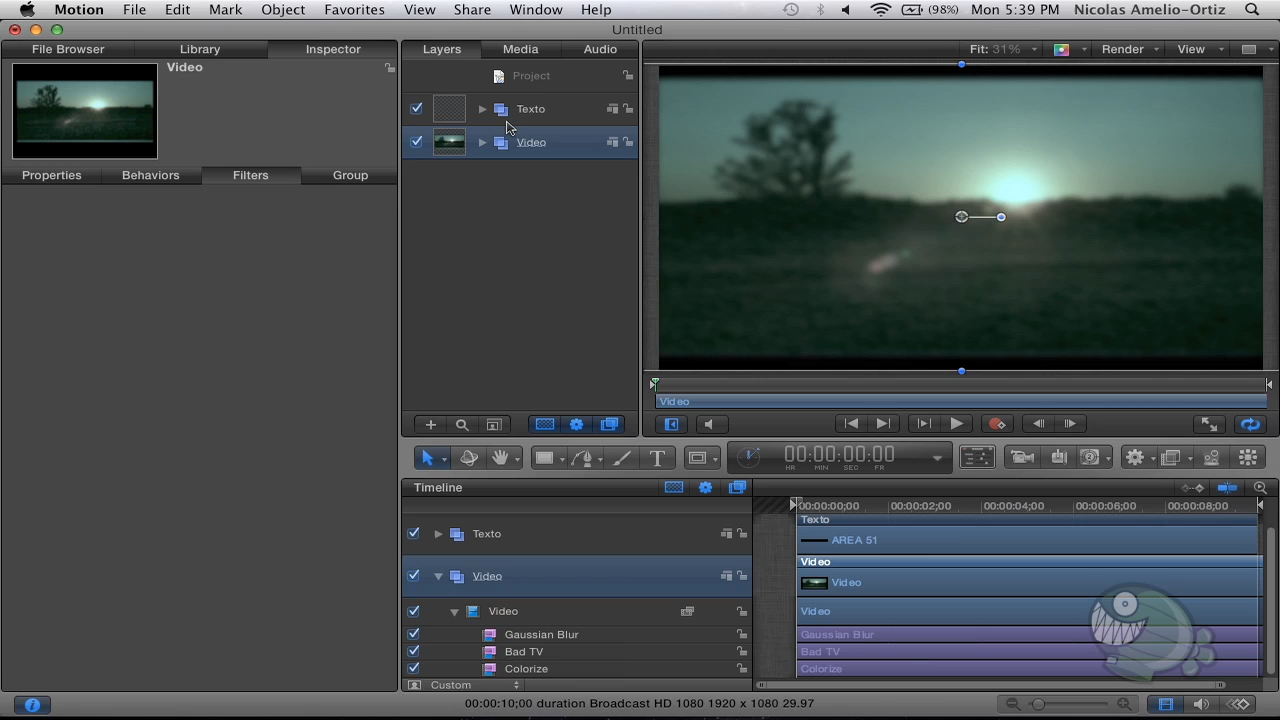 Motion File Edit Mark Object Favorites View Share Window Help (98%) Mon 5:39 PM Nicolas Amelio-Ortiz
Untitled
File Browser Library Inspector Layers Media Audio Fit: 31% Render View
Video
Project
Texto
Video
Properties Behaviors Filters Group
Video
00:00:00:00
HR MIN SEC FR
Timeline
00:00:00;00 00:00:02;00 00:00:04;00 00:00:06;00 00:00:08;00
Texto
Texto AREA 51
Video
Video Video
Video Video
Gaussian Blur Gaussian Blur
Bad TV Bad TV
Colorize Colorize
Custom
00:00:10;00 duration Broadcast HD 1080 1920 x 1080 29.97